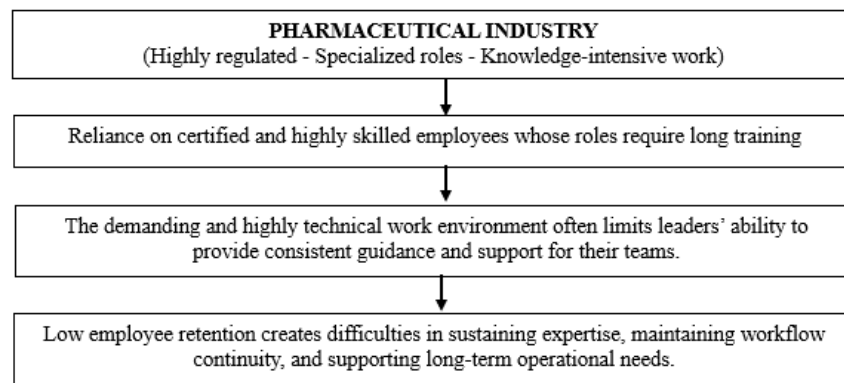 PHARMACEUTICAL INDUSTRY
(Highly regulated - Specialized roles - Knowledge-intensive work)
Reliance on certified and highly skilled employees whose roles require long training
The demanding and highly technical work environment often limits leaders’ ability to
provide consistent guidance and support for their teams.
Low employee retention creates difficulties in sustaining expertise, maintaining workflow
continuity, and supporting long-term operational needs.